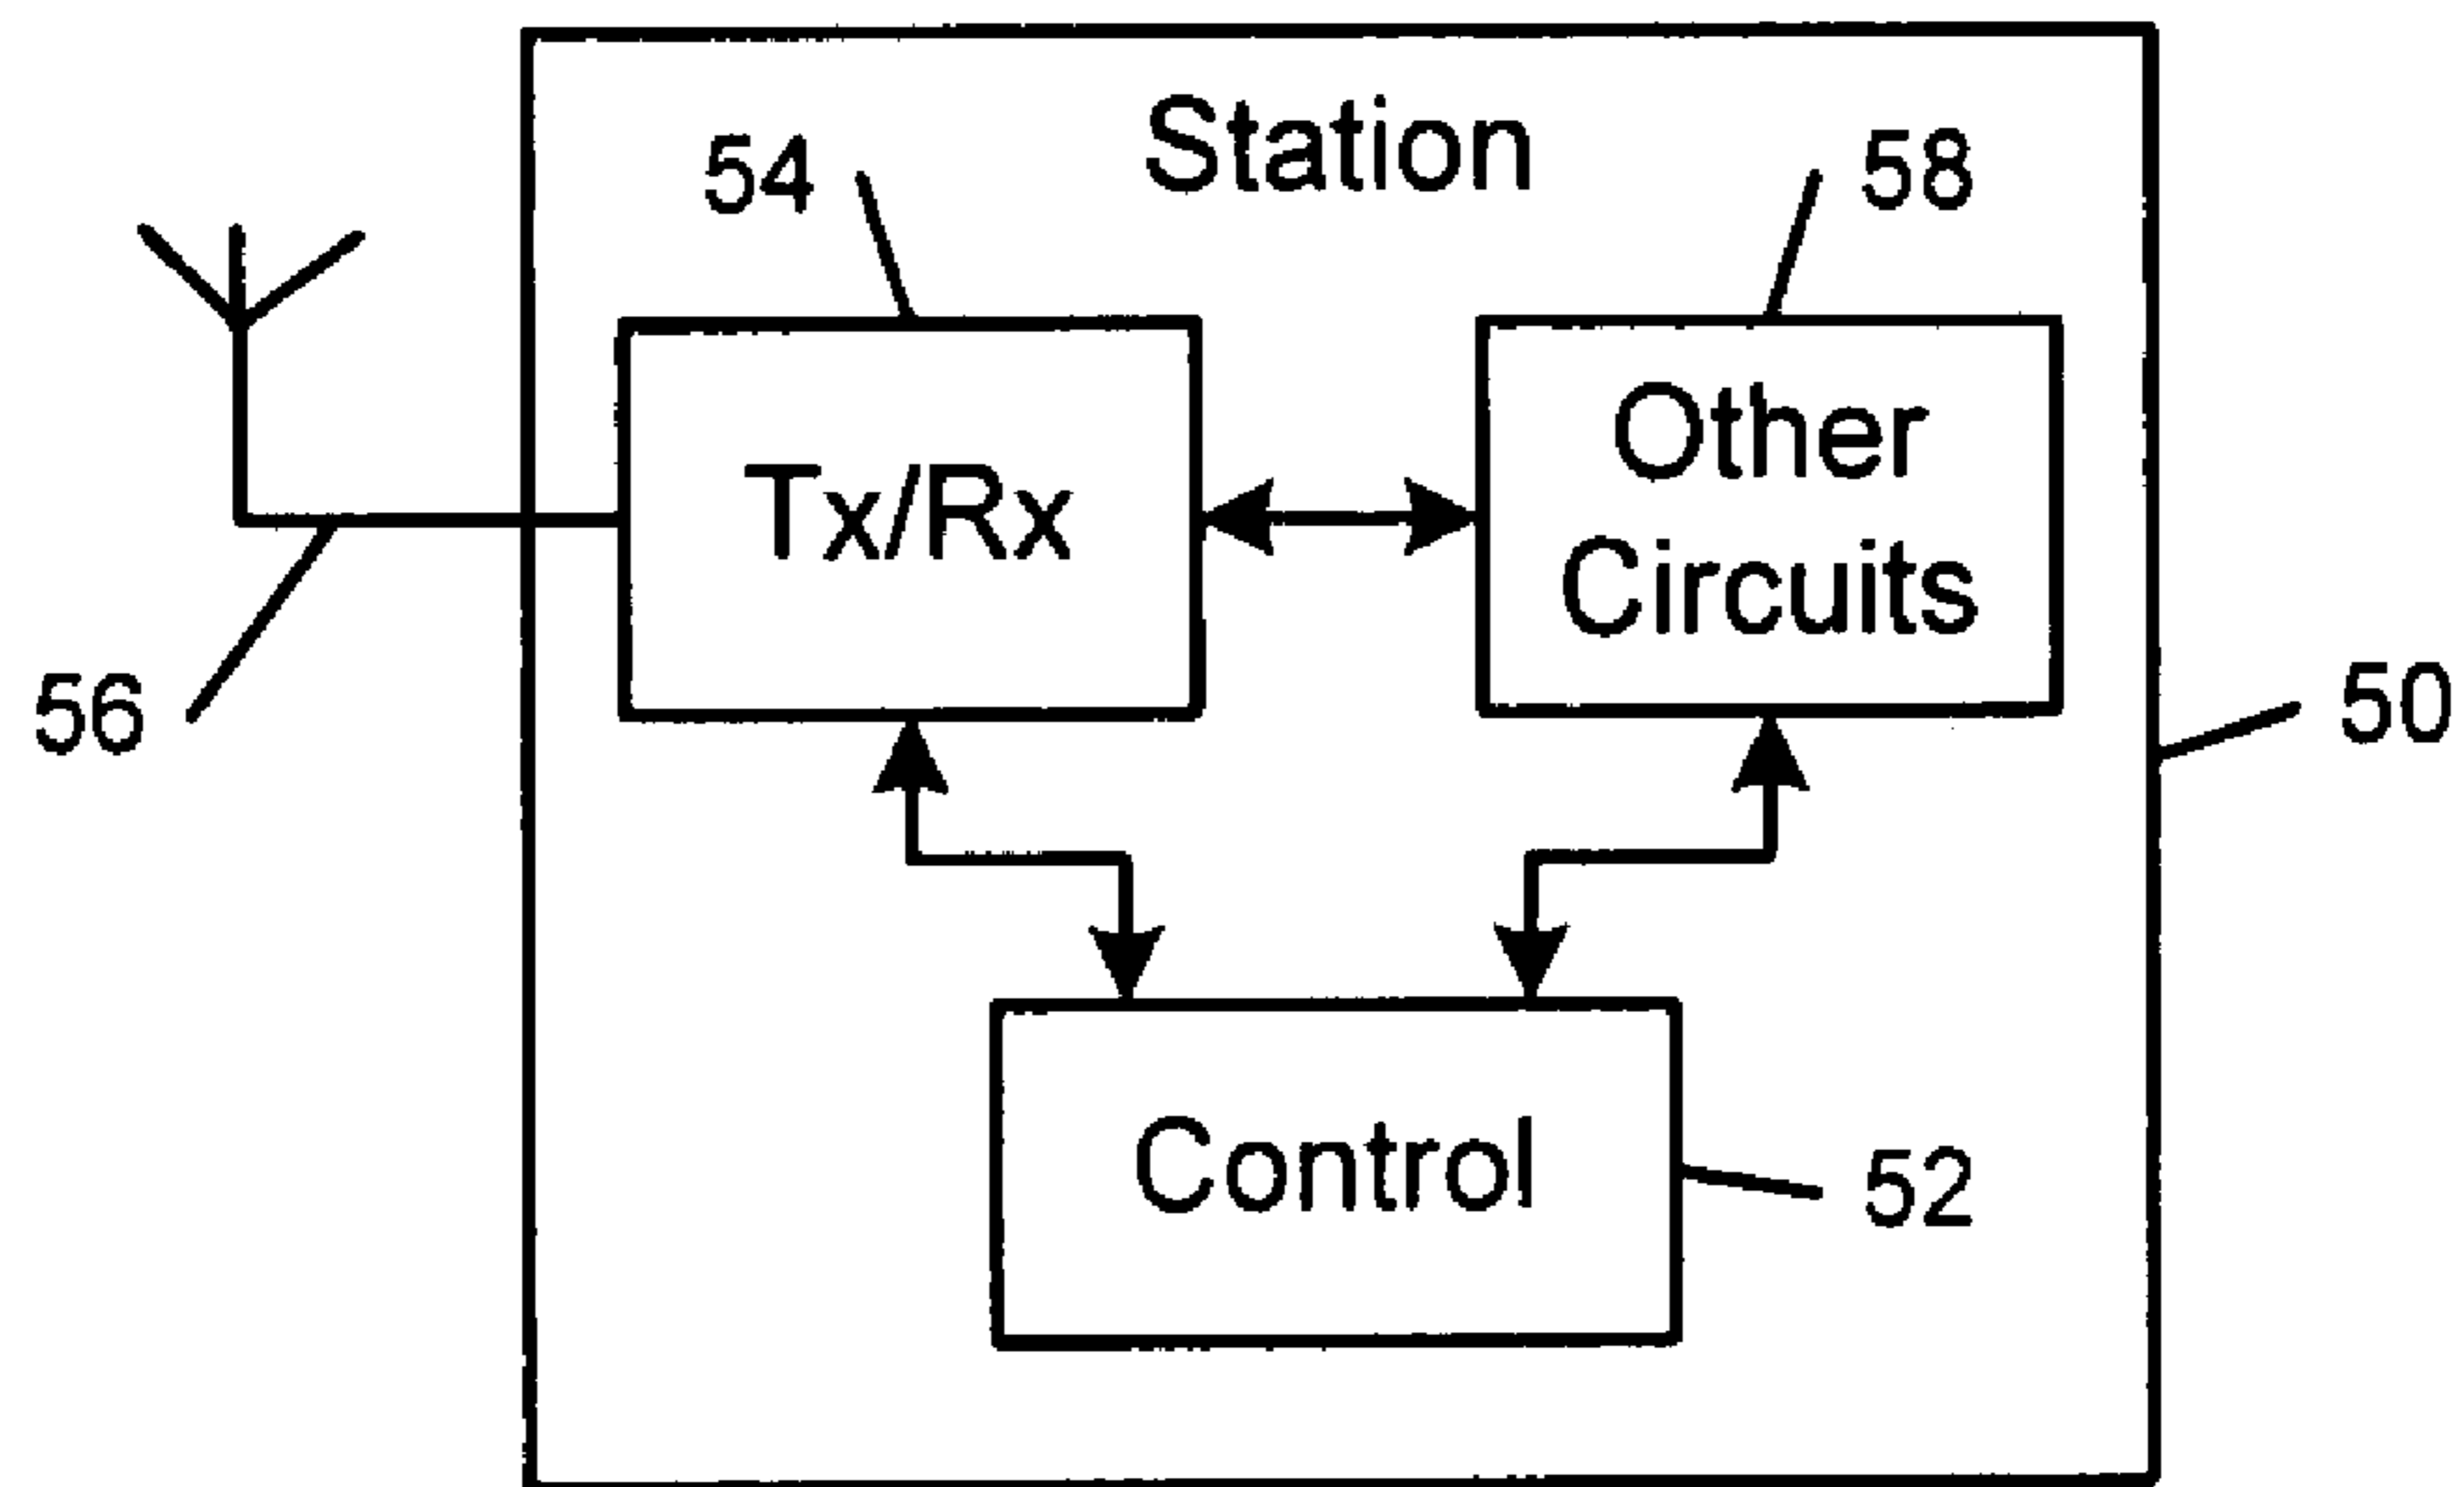 Station
54
58
Tx/Rx
Other
Circuits
56
50
Control
52